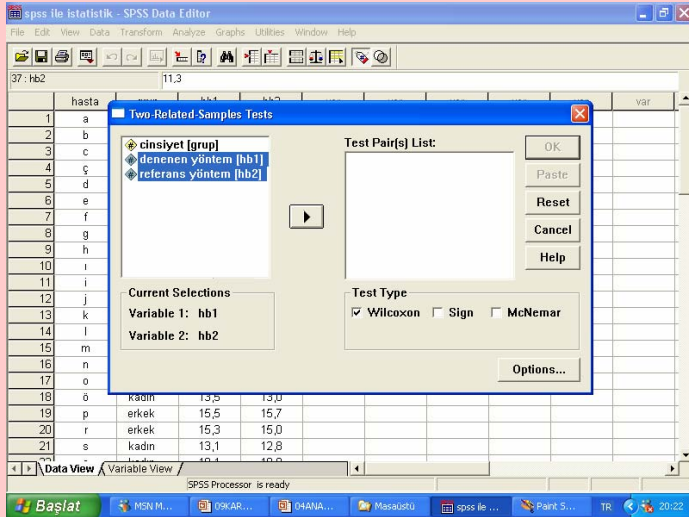 spss ile istatistik - SPSS Data Editor
File Edit View Data Transform Analyze Graphs Utilities Window Help
37 : hb2 11,3
hasta hb1 hb2 var
1 a
2 b
3 c
4 ç
5 d
6 e
7 f
8 g
9 h
10 ı
11 i
12 j
13 k
14 l
15 m
16 n
17 o
18 ö kadın 13,5 13,0
19 p erkek 15,5 15,7
20 r erkek 15,3 15,0
21 s kadın 13,1 12,8
Two-Related-Samples Tests
cinsiyet [grup]
denenen yöntem [hb1]
referans yöntem [hb2]
Test Pair(s) List:
OK
Paste
Reset
Cancel
Help
Current Selections
Variable 1: hb1
Variable 2: hb2
Test Type
Wilcoxon Sign McNemar
Options...
Data View Variable View
SPSS Processor is ready
Başlat MSN M... 09KAR... 04ANA... Masaüstü spss ile ... Paint S... TR 20:22